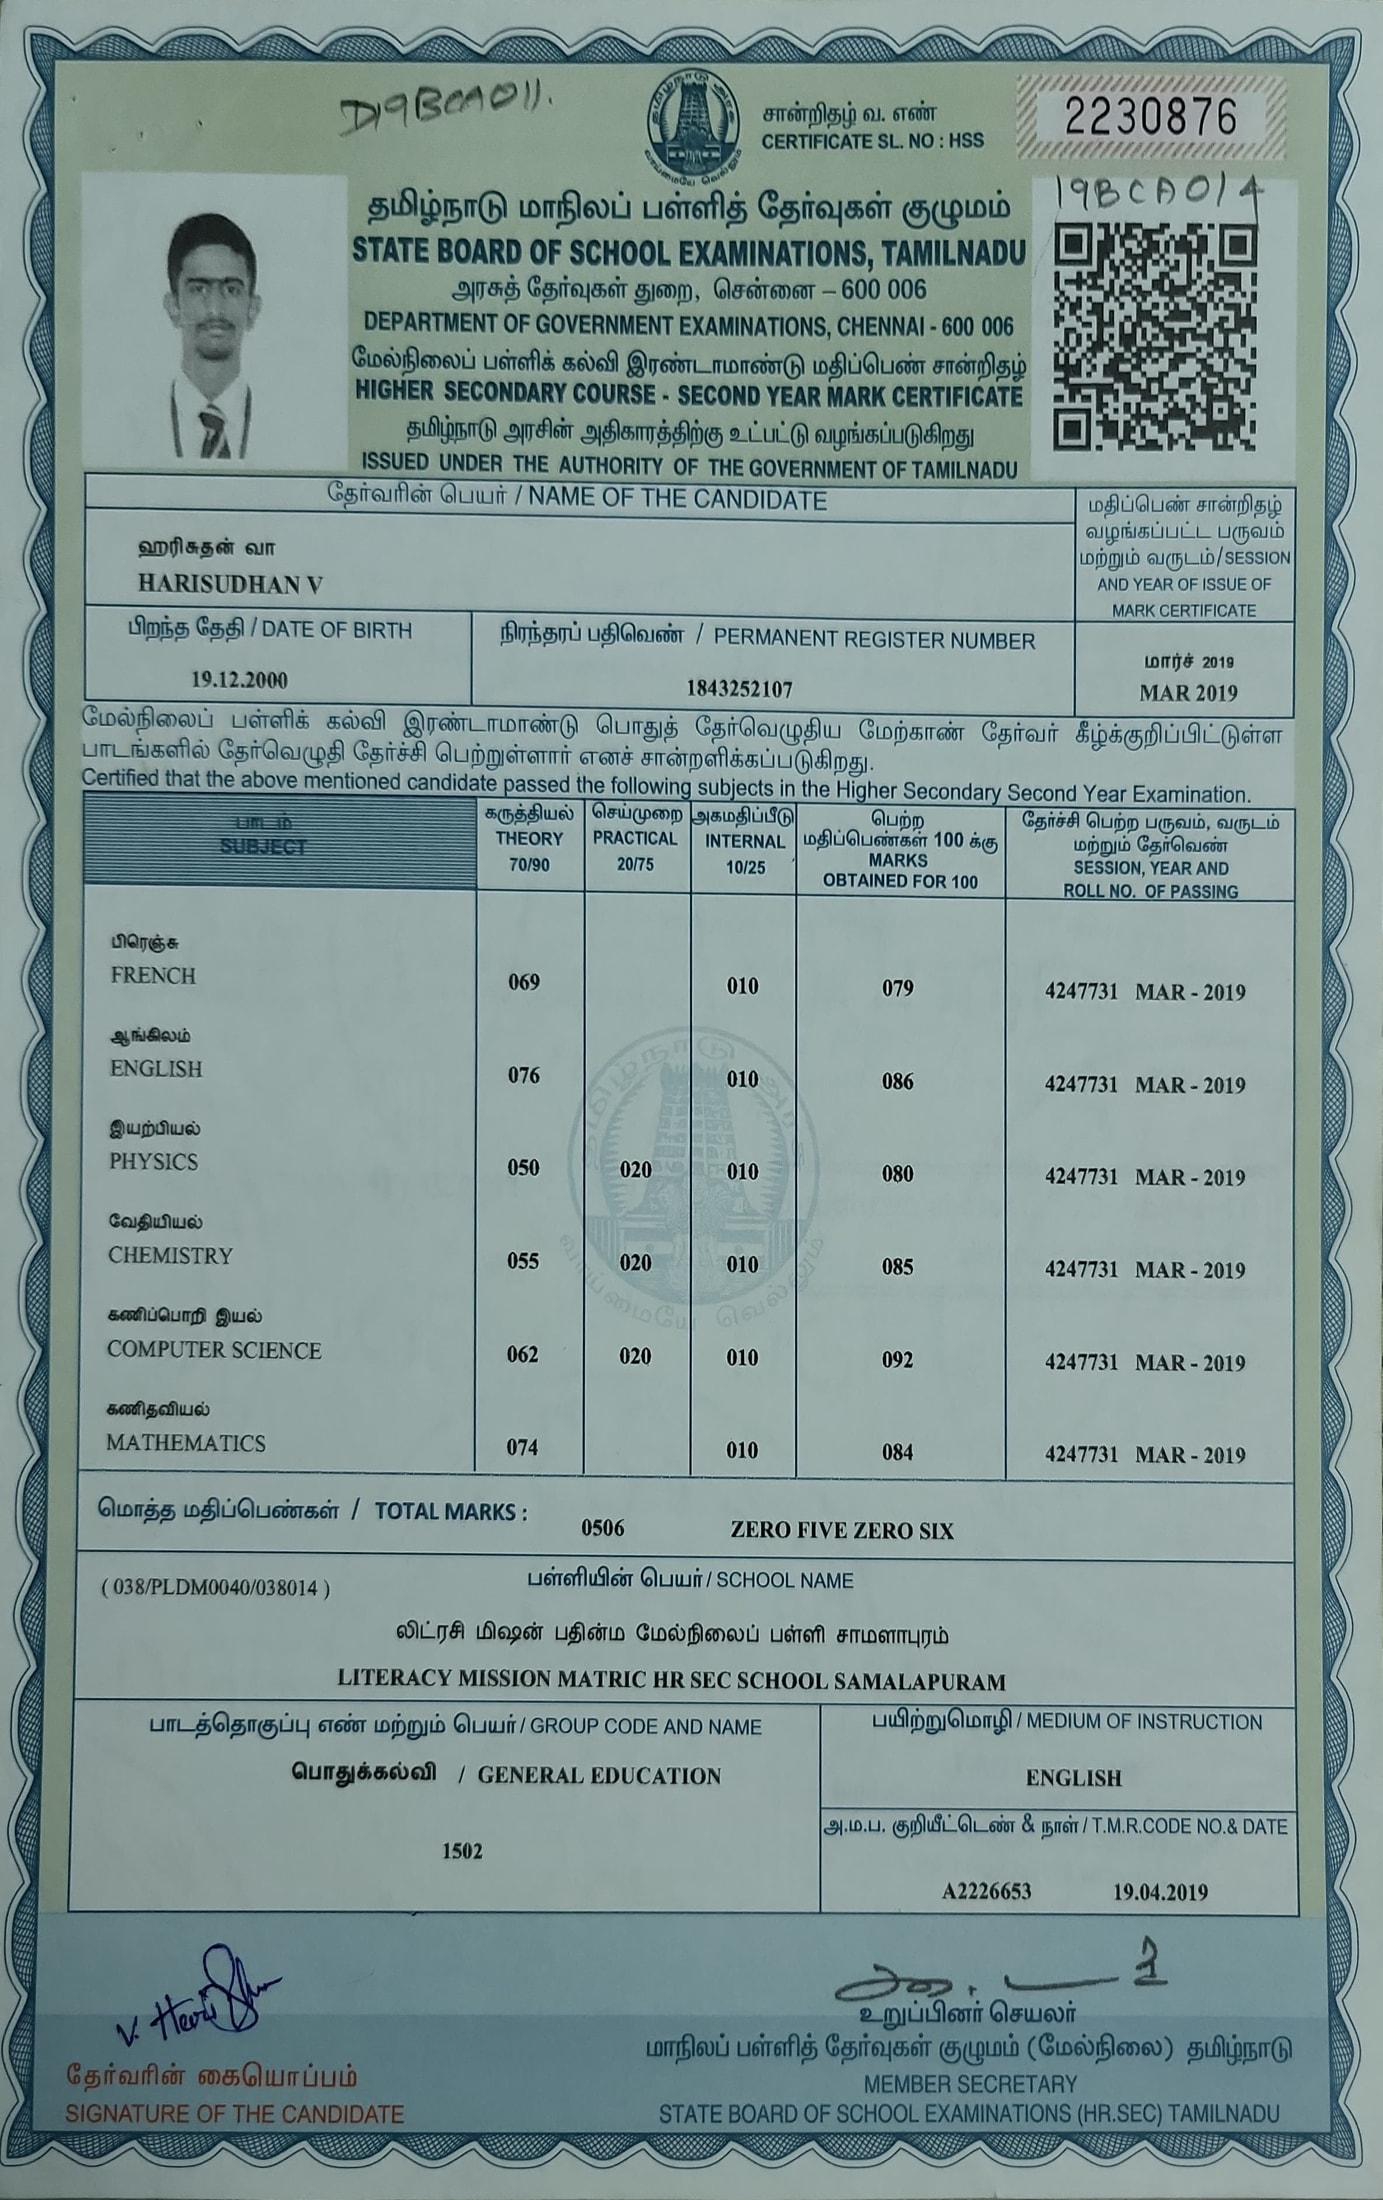 D19BCA011.
சான்றிதழ் வ. எண்
CERTIFICATE SL. NO : HSS
2230876
19BCA014
தமிழ்நாடு அரசு
வாய்மையே வெல்லும்
தமிழ்நாடு மாநிலப் பள்ளித் தேர்வுகள் குழுமம்
STATE BOARD OF SCHOOL EXAMINATIONS, TAMILNADU
அரசுத் தேர்வுகள் துறை, சென்னை – 600 006
DEPARTMENT OF GOVERNMENT EXAMINATIONS, CHENNAI - 600 006
மேல்நிலைப் பள்ளிக் கல்வி இரண்டாமாண்டு மதிப்பெண் சான்றிதழ்
HIGHER SECONDARY COURSE - SECOND YEAR MARK CERTIFICATE
தமிழ்நாடு அரசின் அதிகாரத்திற்கு உட்பட்டு வழங்கப்படுகிறது
ISSUED UNDER THE AUTHORITY OF THE GOVERNMENT OF TAMILNADU
தேர்வரின் பெயர் / NAME OF THE CANDIDATE
ஹரிசுதன் வா
HARISUDHAN V
மதிப்பெண் சான்றிதழ்
வழங்கப்பட்ட பருவம்
மற்றும் வருடம்/SESSION
AND YEAR OF ISSUE OF
MARK CERTIFICATE
பிறந்த தேதி / DATE OF BIRTH
19.12.2000
நிரந்தரப் பதிவெண் / PERMANENT REGISTER NUMBER
1843252107
மார்ச் 2019
MAR 2019
மேல்நிலைப் பள்ளிக் கல்வி இரண்டாமாண்டு பொதுத் தேர்வெழுதிய மேற்காண் தேர்வர் கீழ்க்குறிப்பிட்டுள்ள
பாடங்களில் தேர்வெழுதி தேர்ச்சி பெற்றுள்ளார் எனச் சான்றளிக்கப்படுகிறது.
Certified that the above mentioned candidate passed the following subjects in the Higher Secondary Second Year Examination.
பாடம்
SUBJECT
கருத்தியல்
THEORY
70/90
செய்முறை
PRACTICAL
20/75
அகமதிப்பீடு
INTERNAL
10/25
பெற்ற
மதிப்பெண்கள் 100 க்கு
MARKS
OBTAINED FOR 100
தேர்ச்சி பெற்ற பருவம், வருடம்
மற்றும் தேர்வெண்
SESSION, YEAR AND
ROLL NO. OF PASSING
பிரெஞ்சு
FRENCH 069 010 079 4247731 MAR - 2019
ஆங்கிலம்
ENGLISH 076 010 086 4247731 MAR - 2019
இயற்பியல்
PHYSICS 050 020 010 080 4247731 MAR - 2019
வேதியியல்
CHEMISTRY 055 020 010 085 4247731 MAR - 2019
கணிப்பொறி இயல்
COMPUTER SCIENCE 062 020 010 092 4247731 MAR - 2019
கணிதவியல்
MATHEMATICS 074 010 084 4247731 MAR - 2019
தமிழ்நாடு அரசு
வாய்மையே வெல்லும்
மொத்த மதிப்பெண்கள் / TOTAL MARKS : 0506 ZERO FIVE ZERO SIX
( 038/PLDM0040/038014 ) பள்ளியின் பெயர் / SCHOOL NAME
லிட்ரசி மிஷன் பதின்ம மேல்நிலைப் பள்ளி சாமளாபுரம்
LITERACY MISSION MATRIC HR SEC SCHOOL SAMALAPURAM
பாடத்தொகுப்பு எண் மற்றும் பெயர் / GROUP CODE AND NAME
பொதுக்கல்வி / GENERAL EDUCATION
1502
பயிற்றுமொழி / MEDIUM OF INSTRUCTION
ENGLISH
அ.ம.ப. குறியீட்டெண் & நாள் / T.M.R.CODE NO.& DATE
A2226653 19.04.2019
தேர்வரின் கையொப்பம்
SIGNATURE OF THE CANDIDATE
உறுப்பினர் செயலர்
மாநிலப் பள்ளித் தேர்வுகள் குழுமம் (மேல்நிலை) தமிழ்நாடு
MEMBER SECRETARY
STATE BOARD OF SCHOOL EXAMINATIONS (HR.SEC) TAMILNADU